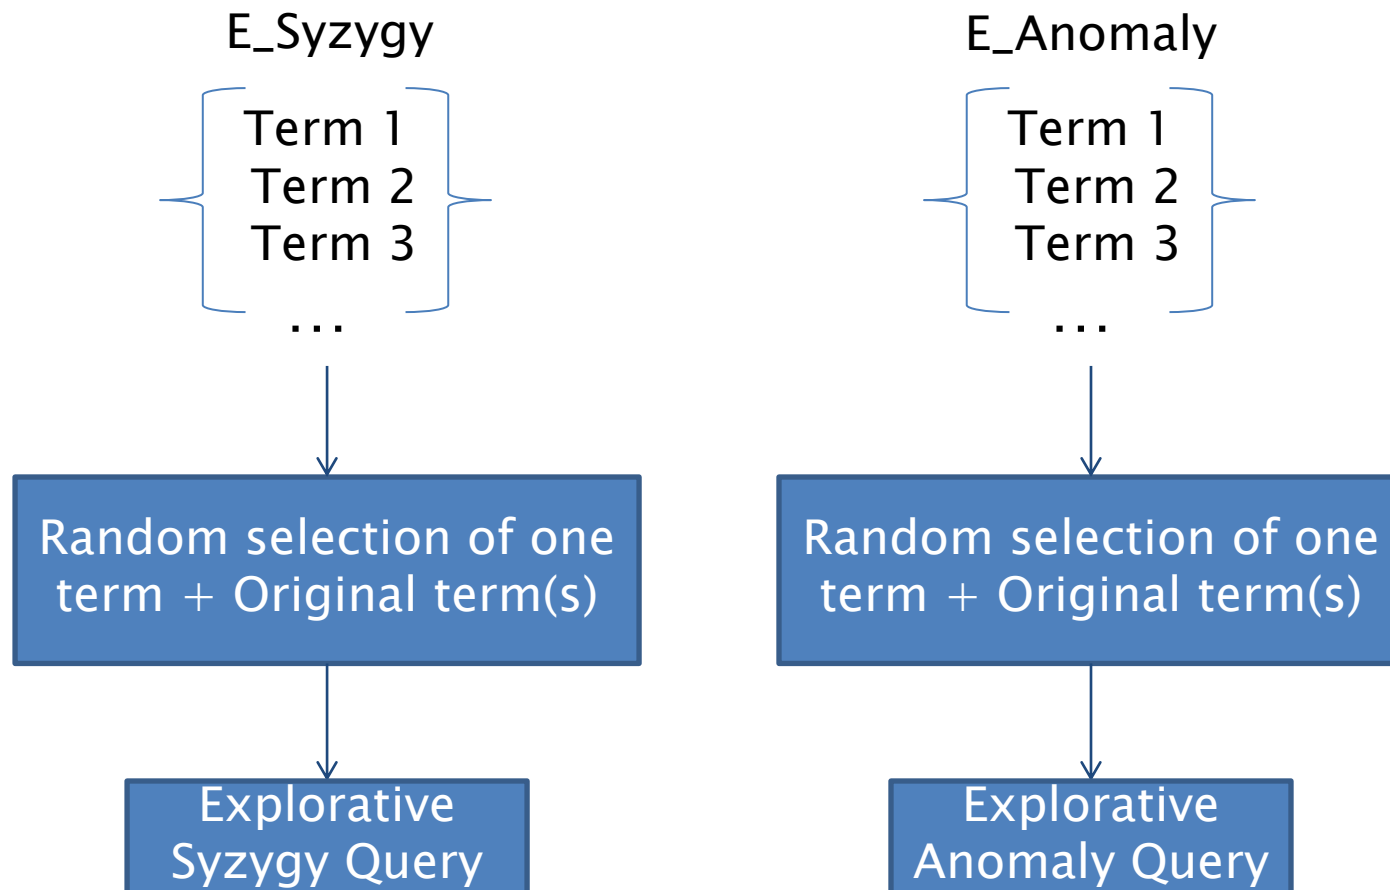 E_Syzygy
Term 1
Term 2
Term 3
...
Random selection of one
term + Original term(s)
Explorative
Syzygy Query
E_Anomaly
Term 1
Term 2
Term 3
...
Random selection of one
term + Original term(s)
Explorative
Anomaly Query